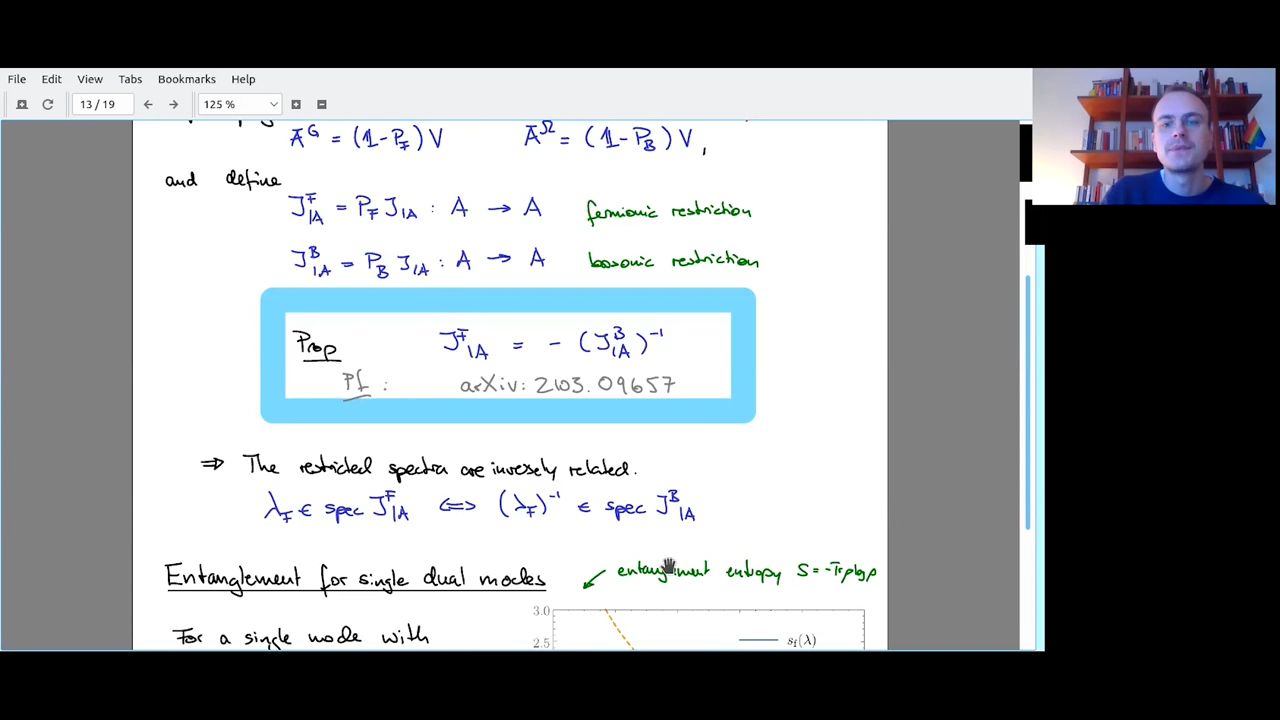 File Edit View Tabs Bookmarks Help
13 / 19 125 %
Ā^G = (𝟙-P_F) V Ā^Ω = (𝟙-P_B) V ,
and define
J^F_{|A} = P_F J_{|A} : A → A fermionic restriction
J^B_{|A} = P_B J_{|A} : A → A bosonic restriction
Prop J^F_{|A} = - (J^B_{|A})^{-1}
Pf : arXiv: 2103.09657
⇒ The restricted spectra are inversely related.
λ_F ∈ spec J^F_{|A} ⇔ (λ_F)^{-1} ∈ spec J^B_{|A}
Entanglement for single dual modes
entanglement entropy S = -Tr ρ log ρ
3.0
For a single mode with
2.5 s_f(λ)